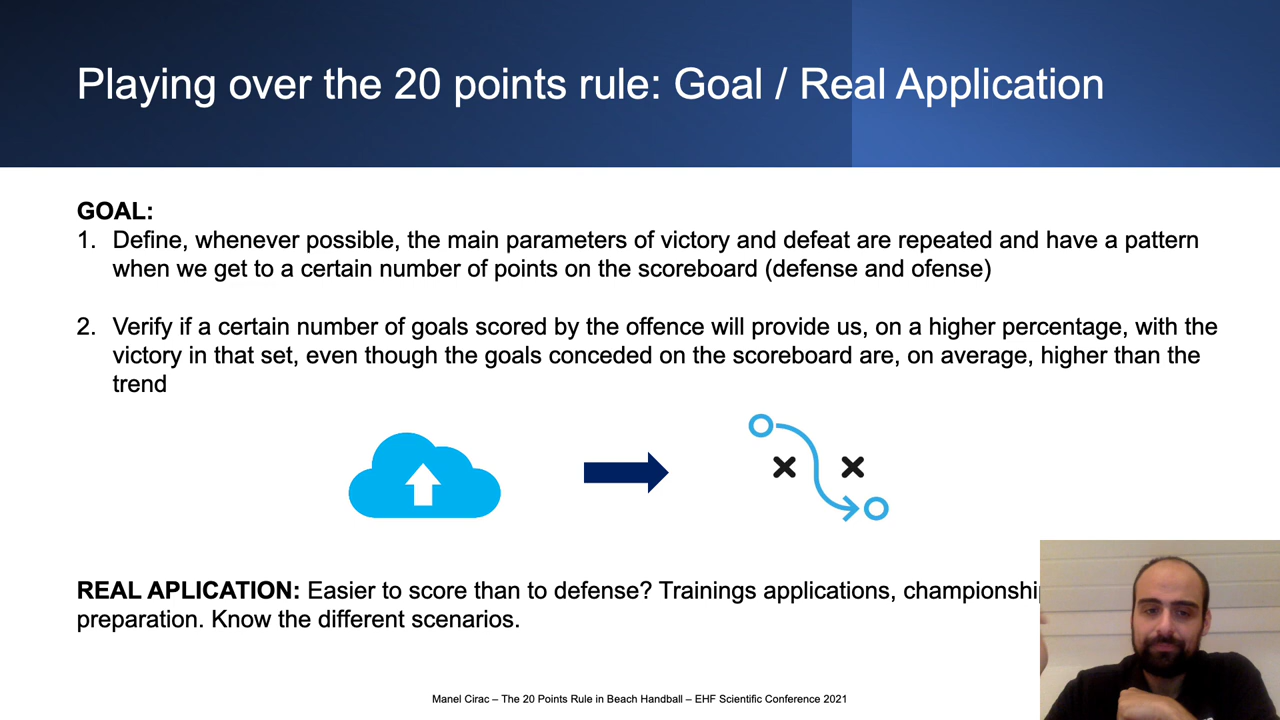 Playing over the 20 points rule: Goal / Real Application
GOAL:
1. Define, whenever possible, the main parameters of victory and defeat are repeated and have a pattern
when we get to a certain number of points on the scoreboard (defense and ofense)
2. Verify if a certain number of goals scored by the offence will provide us, on a higher percentage, with the
victory in that set, even though the goals conceded on the scoreboard are, on average, higher than the
trend
REAL APLICATION: Easier to score than to defense? Trainings applications,
preparation. Know the different scenarios.
Manel Cirac – The 20 Points Rule in Beach Handball – EHF Scientific Conference 2021